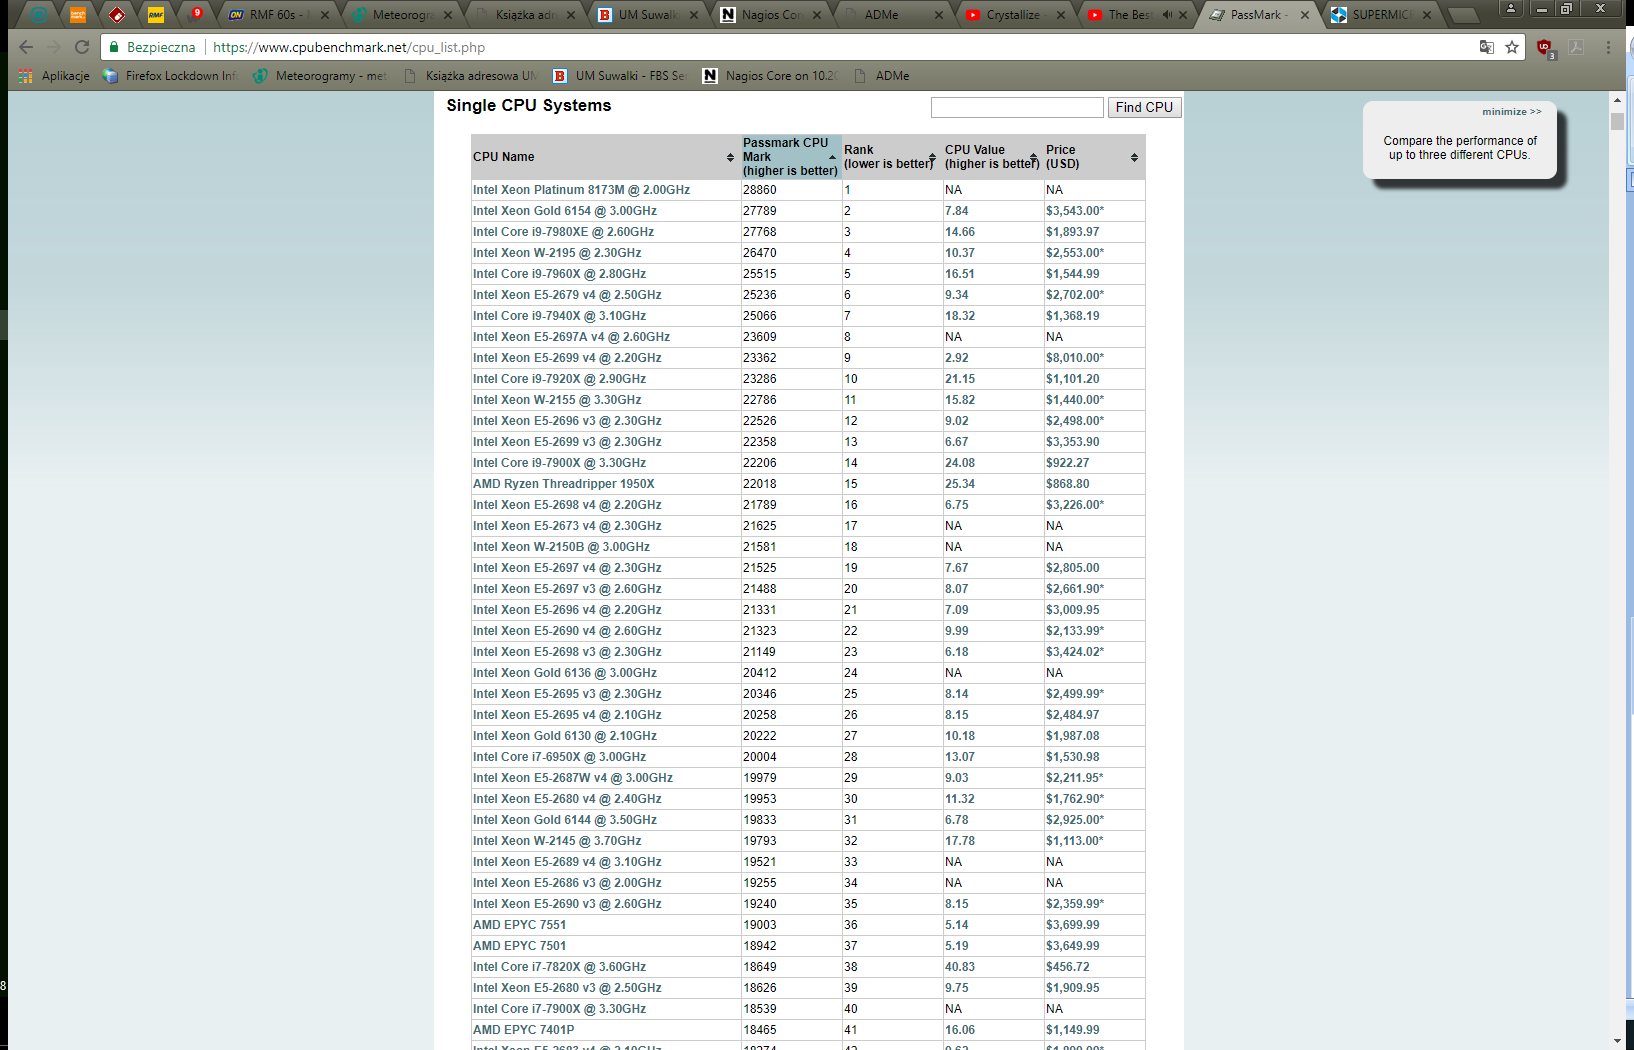 ON RMF 60s -
Meteorogra
Książka adr
B UM Suwalk
N Nagios Cor
ADMe
Crystallize -
The Best
PassMark -
SUPERMICR
Bezpieczna
https://www.cpubenchmark.net/cpu_list.php
Aplikacje
Firefox Lockdown Info
Meteorogramy - met
Książka adresowa UM
B UM Suwalki - FBS Se
N Nagios Core on 10.20
ADMe
Single CPU Systems
Find CPU
minimize >>
Compare the performance of
up to three different CPUs.
CPU Name
Passmark CPU
Mark
(higher is better)
Rank
(lower is better)
CPU Value
(higher is better)
Price
(USD)
Intel Xeon Platinum 8173M @ 2.00GHz 28860 1 NA NA
Intel Xeon Gold 6154 @ 3.00GHz 27789 2 7.84 $3,543.00*
Intel Core i9-7980XE @ 2.60GHz 27768 3 14.66 $1,893.97
Intel Xeon W-2195 @ 2.30GHz 26470 4 10.37 $2,553.00*
Intel Core i9-7960X @ 2.80GHz 25515 5 16.51 $1,544.99
Intel Xeon E5-2679 v4 @ 2.50GHz 25236 6 9.34 $2,702.00*
Intel Core i9-7940X @ 3.10GHz 25066 7 18.32 $1,368.19
Intel Xeon E5-2697A v4 @ 2.60GHz 23609 8 NA NA
Intel Xeon E5-2699 v4 @ 2.20GHz 23362 9 2.92 $8,010.00*
Intel Core i9-7920X @ 2.90GHz 23286 10 21.15 $1,101.20
Intel Xeon W-2155 @ 3.30GHz 22786 11 15.82 $1,440.00*
Intel Xeon E5-2696 v3 @ 2.30GHz 22526 12 9.02 $2,498.00*
Intel Xeon E5-2699 v3 @ 2.30GHz 22358 13 6.67 $3,353.90
Intel Core i9-7900X @ 3.30GHz 22206 14 24.08 $922.27
AMD Ryzen Threadripper 1950X 22018 15 25.34 $868.80
Intel Xeon E5-2698 v4 @ 2.20GHz 21789 16 6.75 $3,226.00*
Intel Xeon E5-2673 v4 @ 2.30GHz 21625 17 NA NA
Intel Xeon W-2150B @ 3.00GHz 21581 18 NA NA
Intel Xeon E5-2697 v4 @ 2.30GHz 21525 19 7.67 $2,805.00
Intel Xeon E5-2697 v3 @ 2.60GHz 21488 20 8.07 $2,661.90*
Intel Xeon E5-2696 v4 @ 2.20GHz 21331 21 7.09 $3,009.95
Intel Xeon E5-2690 v4 @ 2.60GHz 21323 22 9.99 $2,133.99*
Intel Xeon E5-2698 v3 @ 2.30GHz 21149 23 6.18 $3,424.02*
Intel Xeon Gold 6136 @ 3.00GHz 20412 24 NA NA
Intel Xeon E5-2695 v3 @ 2.30GHz 20346 25 8.14 $2,499.99*
Intel Xeon E5-2695 v4 @ 2.10GHz 20258 26 8.15 $2,484.97
Intel Xeon Gold 6130 @ 2.10GHz 20222 27 10.18 $1,987.08
Intel Core i7-6950X @ 3.00GHz 20004 28 13.07 $1,530.98
Intel Xeon E5-2687W v4 @ 3.00GHz 19979 29 9.03 $2,211.95*
Intel Xeon E5-2680 v4 @ 2.40GHz 19953 30 11.32 $1,762.90*
Intel Xeon Gold 6144 @ 3.50GHz 19833 31 6.78 $2,925.00*
Intel Xeon W-2145 @ 3.70GHz 19793 32 17.78 $1,113.00*
Intel Xeon E5-2689 v4 @ 3.10GHz 19521 33 NA NA
Intel Xeon E5-2686 v3 @ 2.00GHz 19255 34 NA NA
Intel Xeon E5-2690 v3 @ 2.60GHz 19240 35 8.15 $2,359.99*
AMD EPYC 7551 19003 36 5.14 $3,699.99
AMD EPYC 7501 18942 37 5.19 $3,649.99
Intel Core i7-7820X @ 3.60GHz 18649 38 40.83 $456.72
Intel Xeon E5-2680 v3 @ 2.50GHz 18626 39 9.75 $1,909.95
Intel Core i7-7900X @ 3.30GHz 18539 40 NA NA
AMD EPYC 7401P 18465 41 16.06 $1,149.99